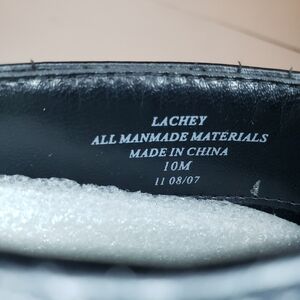 LACHEY
ALL MANMADE MATERIALS
MADE IN CHINA
10M
11 08/07